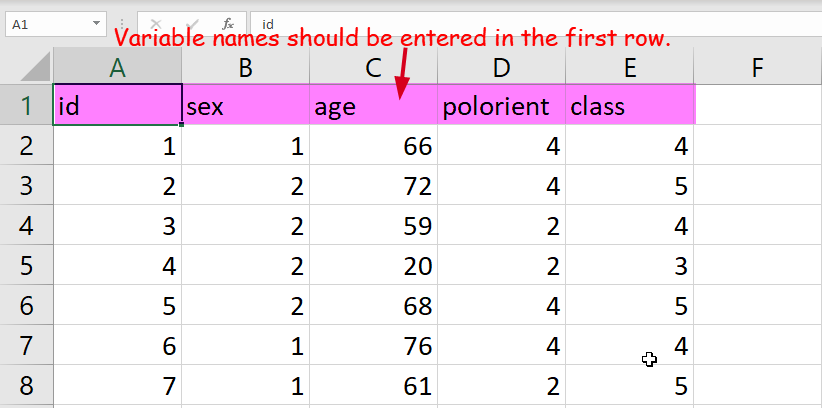 A1 fx id
Variable names should be entered in the first row.
A B C D E F
1 id sex age polorient class
2 1 1 66 4 4
3 2 2 72 4 5
4 3 2 59 2 4
5 4 2 20 2 3
6 5 2 68 4 5
7 6 1 76 4 4
8 7 1 61 2 5